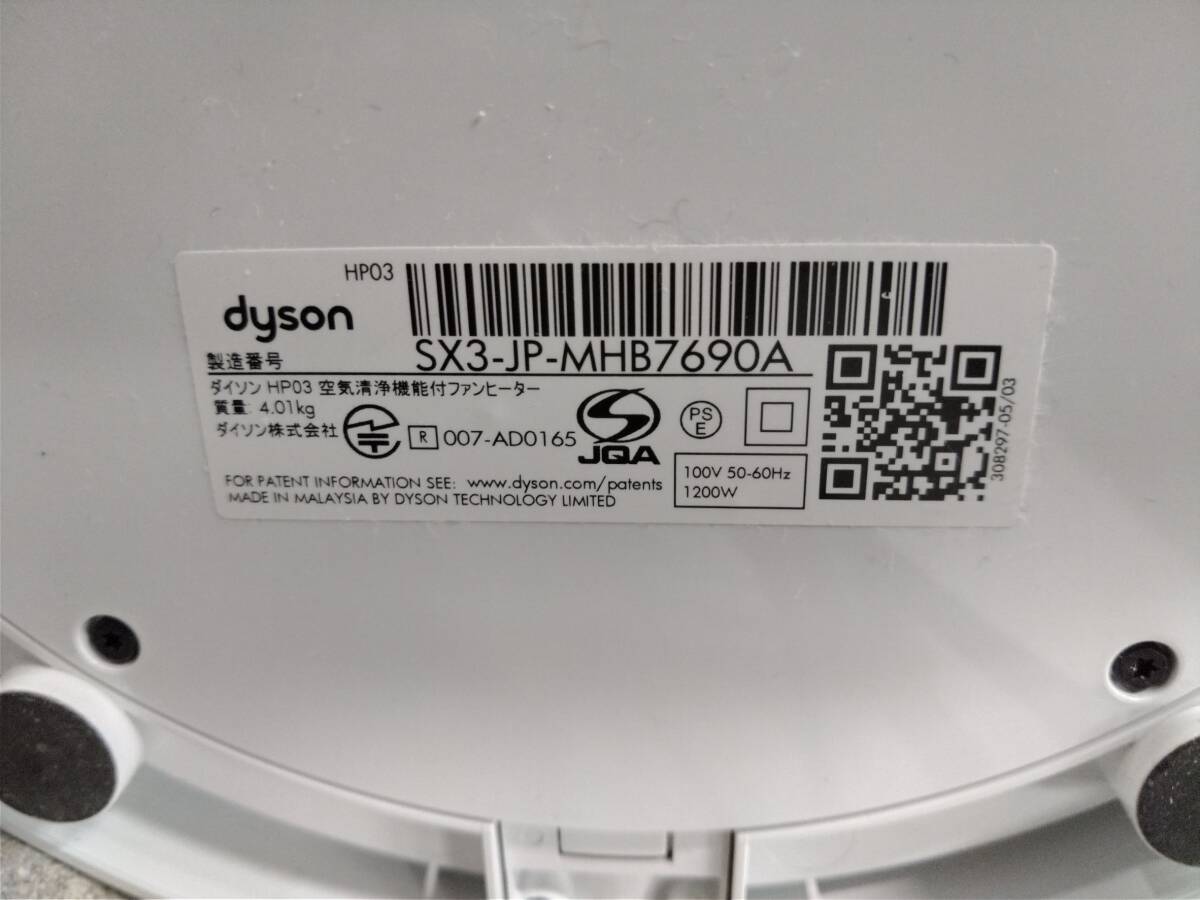 HP03
dyson
製造番号 SX3-JP-MHB7690A
ダイソン HP03 空気清浄機能付ファンヒーター
質量: 4.01kg
ダイソン株式会社
R 007-AD0165
JQA
PS
E
FOR PATENT INFORMATION SEE: www.dyson.com/patents
MADE IN MALAYSIA BY DYSON TECHNOLOGY LIMITED
100V 50-60Hz
1200W
308297-05/03